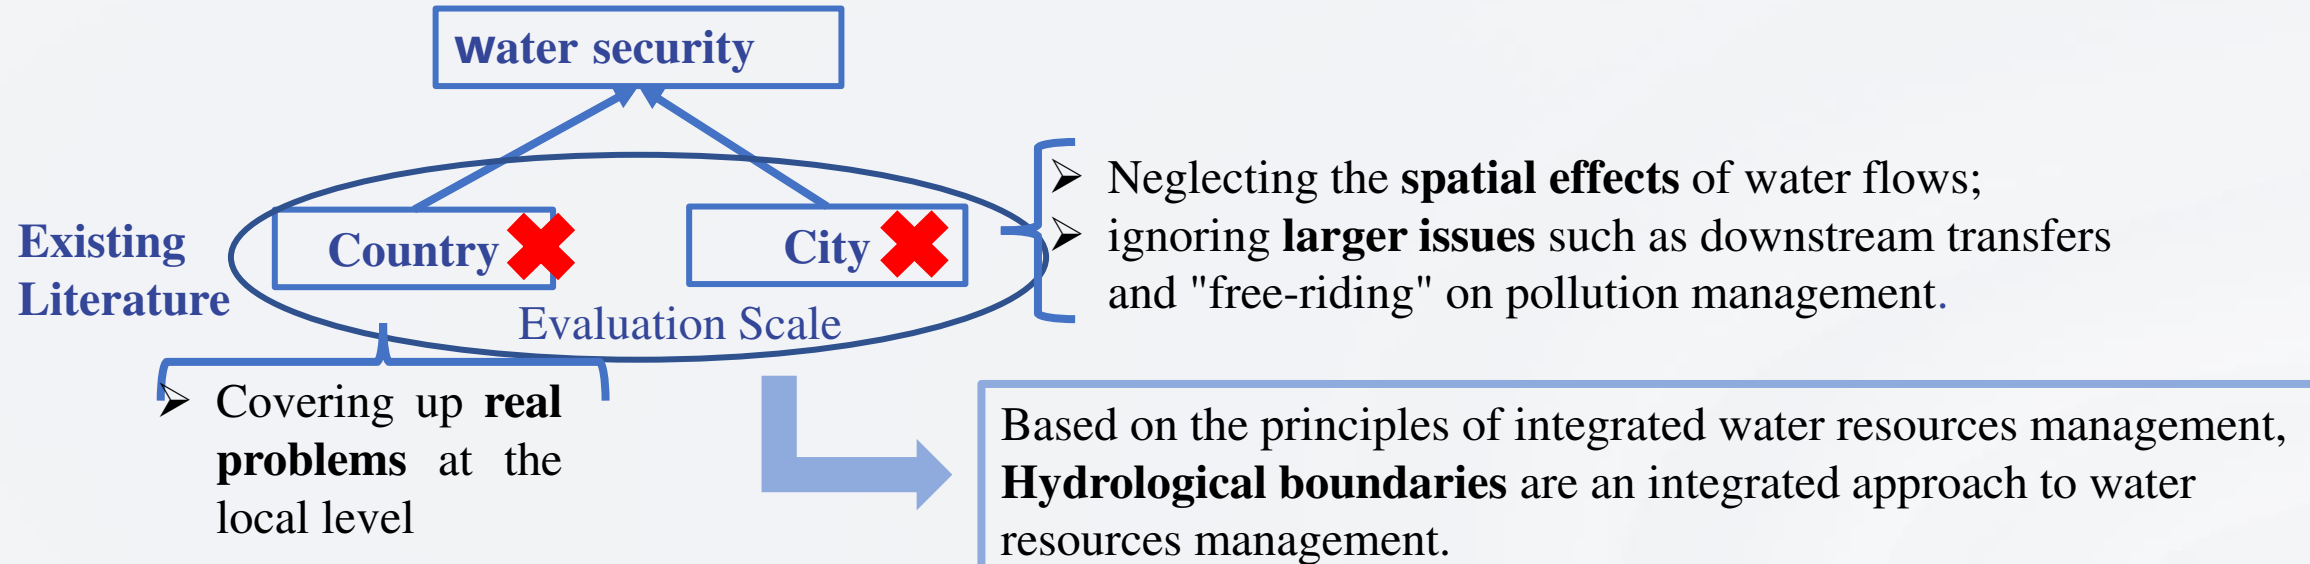 Water security
Existing
Literature
Country
City
Evaluation Scale
➢ Neglecting the spatial effects of water flows;
➢ ignoring larger issues such as downstream transfers
and "free-riding" on pollution management.
➢ Covering up real
problems at the
local level
Based on the principles of integrated water resources management,
Hydrological boundaries are an integrated approach to water
resources management.